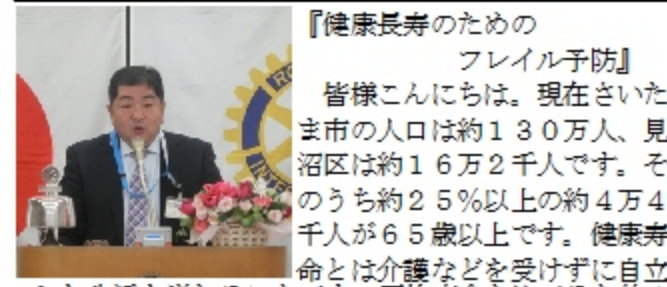 『健康長寿のための
フレイル予防』
皆様こんにちは。現在さいた
ま市の人口は約１３０万人、見
沼区は約１６万２千人です。そ
のうち約２５％以上の約４万４
千人が６５歳以上です。健康寿
命とは介護などを受けずに自立